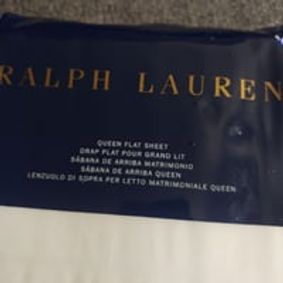 RALPH LAUREN
QUEEN FLAT SHEET
DRAP PLAT POUR GRAND LIT
SÁBANA DE ARRIBA MATRIMONIO
SÁBANA DE ARRIBA QUEEN
LENZUOLO DI SOPRA PER LETTO MATRIMONIALE QUEEN